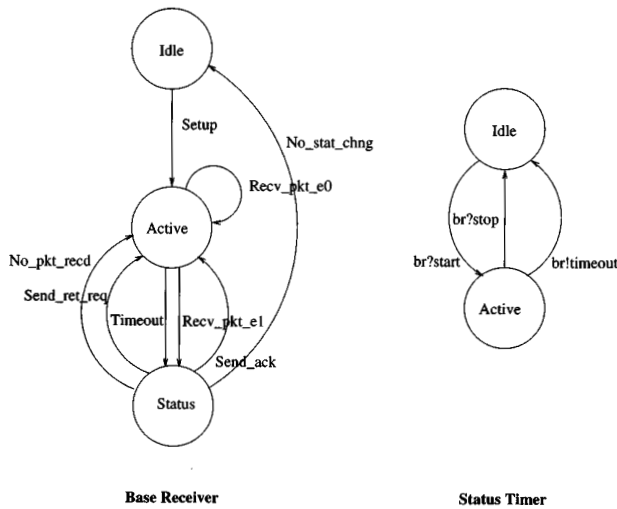 Idle
Setup
No_stat_chng
Recv_pkt_e0
Active
No_pkt_recd
Send_ret_req
Timeout
Recv_pkt_e1
Send_ack
Status
Base Receiver
Idle
br?stop
br?start
br!timeout
Active
Status Timer